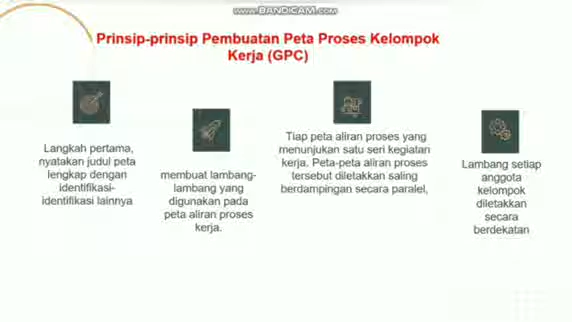 www.BANDICAM.com
Prinsip-prinsip Pembuatan Peta Proses Kelompok
Kerja (GPC)
Langkah pertama,
nyatakan judul peta
lengkap dengan
identifikasi-
identifikasi lainnya
membuat lambang-
lambang yang
digunakan pada
peta aliran proses
kerja.
Tiap peta aliran proses yang
menunjukan satu seri kegiatan
kerja. Peta-peta aliran proses
tersebut diletakkan saling
berdampingan secara paralel,
Lambang setiap
anggota
kelompok
diletakkan
secara
berdekatan